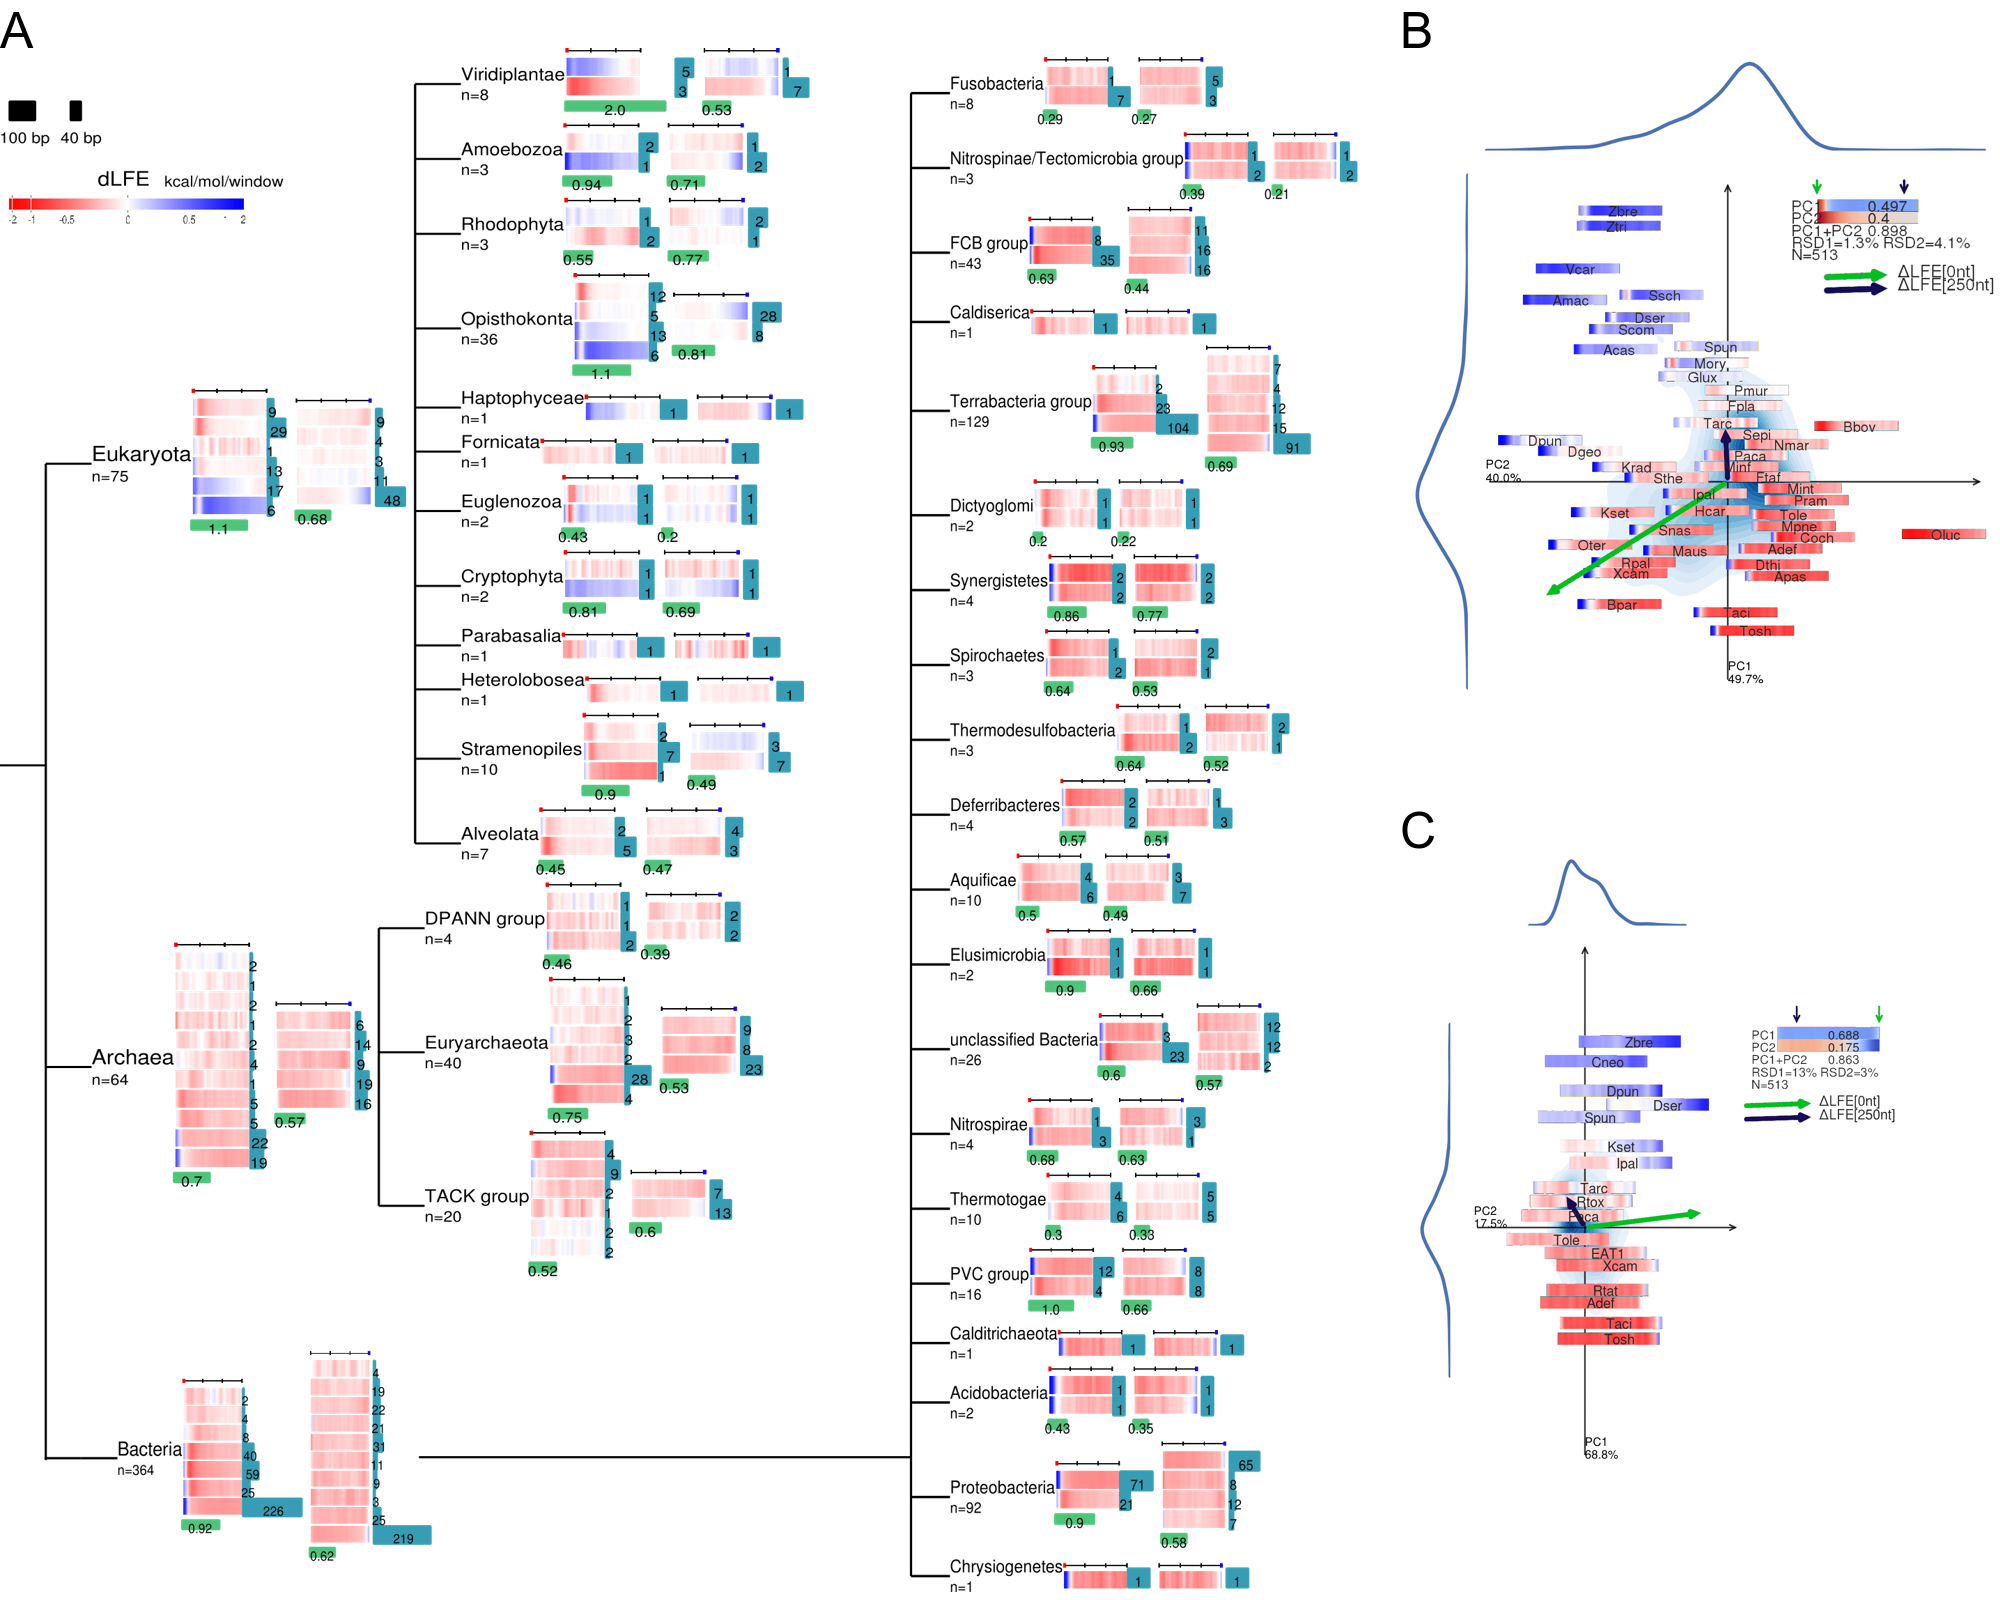 A
100 bp 40 bp
dLFE kcal/mol/window
-2 -1 -0.5 0 0.5 1 2
Eukaryota
n=75
9
29
1
13
17
6
1.1
9
4
3
11
48
0.68
Archaea
n=64
2
1
2
1
2
4
1
5
5
22
19
0.7
6
14
9
19
16
0.57
Bacteria
n=364
2
4
8
40
59
25
226
0.92
4
19
22
21
31
11
9
3
25
219
0.62
Viridiplantae
n=8
5
3
2.0
1
7
0.53
Amoebozoa
n=3
2
1
0.94
1
2
0.71
Rhodophyta
n=3
1
2
0.55
2
1
0.77
Opisthokonta
n=36
12
5
13
6
1.1
28
8
0.81
Haptophyceae
n=1
1
1
Fornicata
n=1
1
1
Euglenozoa
n=2
1
1
0.43
1
1
0.2
Cryptophyta
n=2
1
1
0.81
1
1
0.69
Parabasalia
n=1
1
1
Heterolobosea
n=1
1
1
Stramenopiles
n=10
2
7
1
0.9
3
7
0.49
Alveolata
n=7
2
5
0.45
4
3
0.47
DPANN group
n=4
1
1
2
0.46
2
2
0.39
Euryarchaeota
n=40
1
2
3
2
28
4
0.75
9
8
23
0.53
TACK group
n=20
4
9
2
1
2
2
0.52
7
13
0.6
Fusobacteria
n=8
1
7
0.29
5
3
0.27
Nitrospinae/Tectomicrobia group
n=3
1
2
0.39
1
2
0.21
FCB group
n=43
8
35
0.63
11
16
16
0.44
Caldiserica
n=1
1
1
Terrabacteria group
n=129
2
23
104
0.93
7
4
12
15
91
0.69
Dictyoglomi
n=2
1
1
0.2
1
1
0.22
Synergistetes
n=4
2
2
0.86
2
2
0.77
Spirochaetes
n=3
1
2
0.64
2
1
0.53
Thermodesulfobacteria
n=3
1
2
0.64
2
1
0.52
Deferribacteres
n=4
2
2
0.57
1
3
0.51
Aquificae
n=10
4
6
0.5
3
7
0.49
Elusimicrobia
n=2
1
1
0.9
1
1
0.66
unclassified Bacteria
n=26
3
23
0.6
12
12
2
0.57
Nitrospirae
n=4
1
3
0.68
3
1
0.63
Thermotogae
n=10
4
6
0.3
5
5
0.33
PVC group
n=16
12
4
1.0
8
8
0.66
Calditrichaeota
n=1
1
1
Acidobacteria
n=2
1
1
0.43
1
1
0.35
Proteobacteria
n=92
71
21
0.9
65
8
12
7
0.58
Chrysiogenetes
n=1
1
1
B
PC1 0.497
PC2 0.4
PC1+PC2 0.898
RSD1=1.3% RSD2=4.1%
N=513
ΔLFE[0nt]
ΔLFE[250nt]
Zbre
Ztri
Vcar
Amac
Ssch
Dser
Scom
Acas
Spun
Mory
Glux
Pmur
Fpla
Tarc
Bbov
Sepi
Dpun
Nmar
Dgeo
Paca
Krad
Minf
Sthe
Ftaf
PC2
40.0%
Mint
Ipal
Pram
Kset
Hcar
Tole
Snas
Mpne
Coch
Oluc
Oter
Maus
Adef
Rpal
Dthi
Xcam
Apas
Bpar
Taci
Tosh
PC1
49.7%
C
PC1 0.688
PC2 0.175
PC1+PC2 0.863
RSD1=13% RSD2=3%
N=513
ΔLFE[0nt]
ΔLFE[250nt]
Zbre
Cneo
Dpun
Dser
Spun
Kset
Ipal
Tarc
Rtox
Paca
PC2
17.5%
Tole
EAT1
Xcam
Rtat
Adef
Taci
Tosh
PC1
68.8%